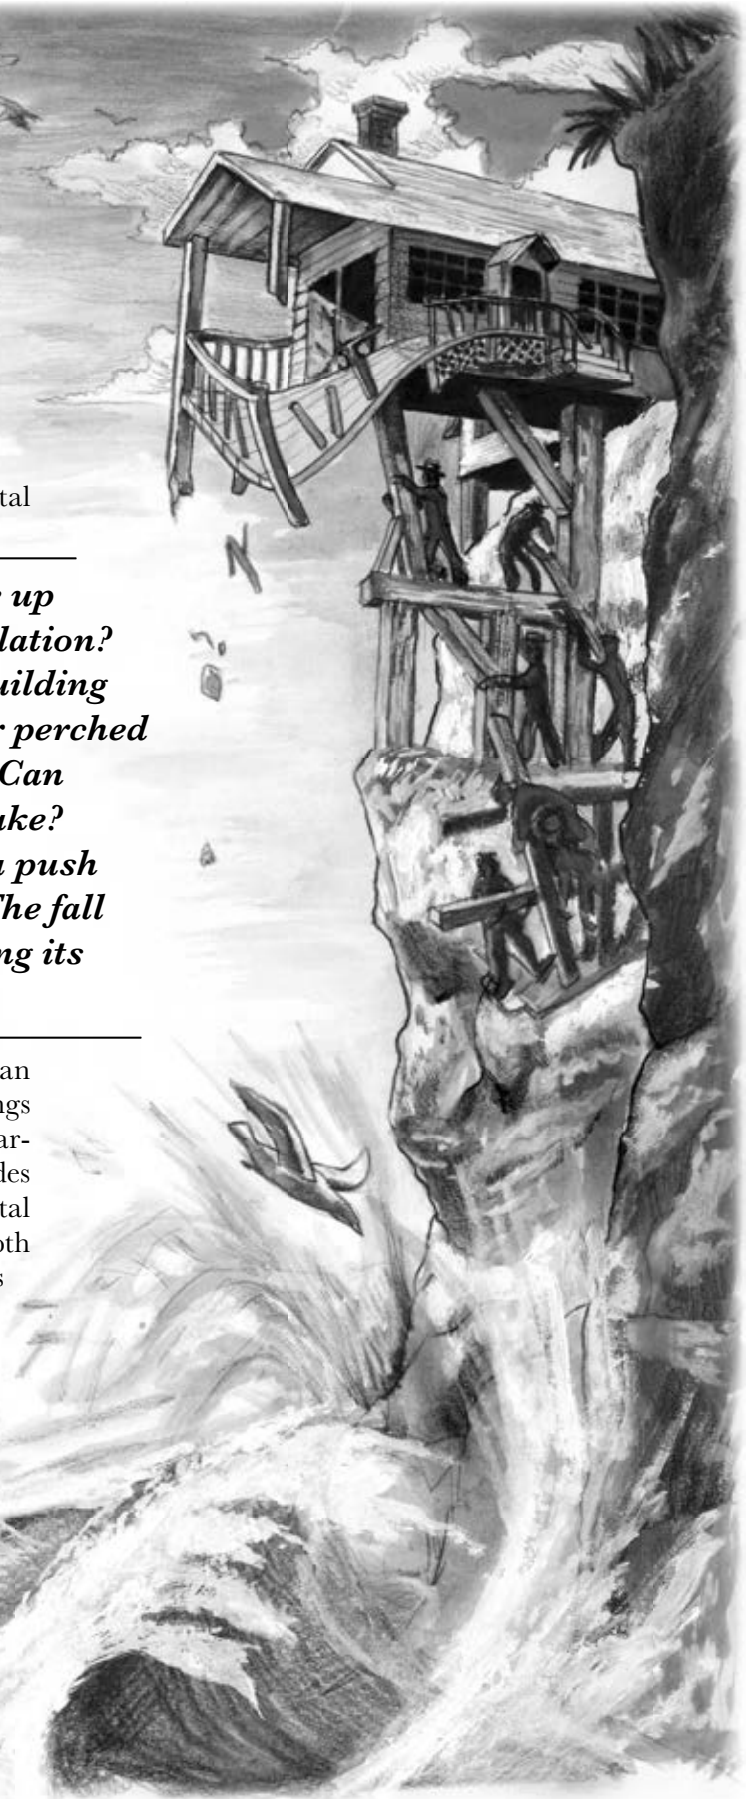 tal
up
lation?
uilding
perched
Can
ake?
push
The fall
ng its
an
ngs
ar-
des
tal
oth
s